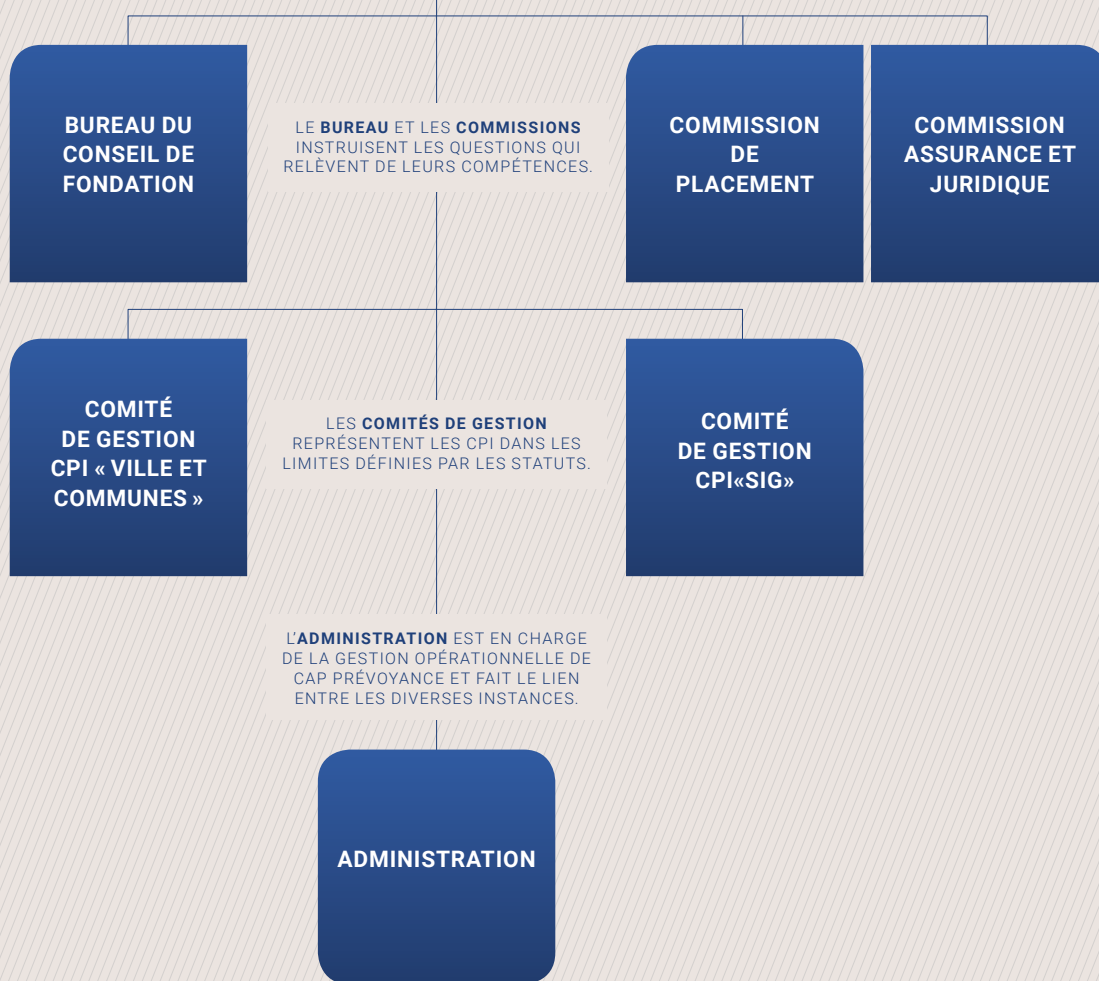 BUREAU DU
CONSEIL DE
FONDATION
LE BUREAU ET LES COMMISSIONS
INSTRUISENT LES QUESTIONS QUI
RELÈVENT DE LEURS COMPÉTENCES.
COMMISSION
DE
PLACEMENT
COMMISSION
ASSURANCE ET
JURIDIQUE
COMITÉ
DE GESTION
CPI « VILLE ET
COMMUNES »
LES COMITÉS DE GESTION
REPRÉSENTENT LES CPI DANS LES
LIMITES DÉFINIES PAR LES STATUTS.
COMITÉ
DE GESTION
CPI«SIG»
L'ADMINISTRATION EST EN CHARGE
DE LA GESTION OPÉRATIONNELLE DE
CAP PRÉVOYANCE ET FAIT LE LIEN
ENTRE LES DIVERSES INSTANCES.
ADMINISTRATION